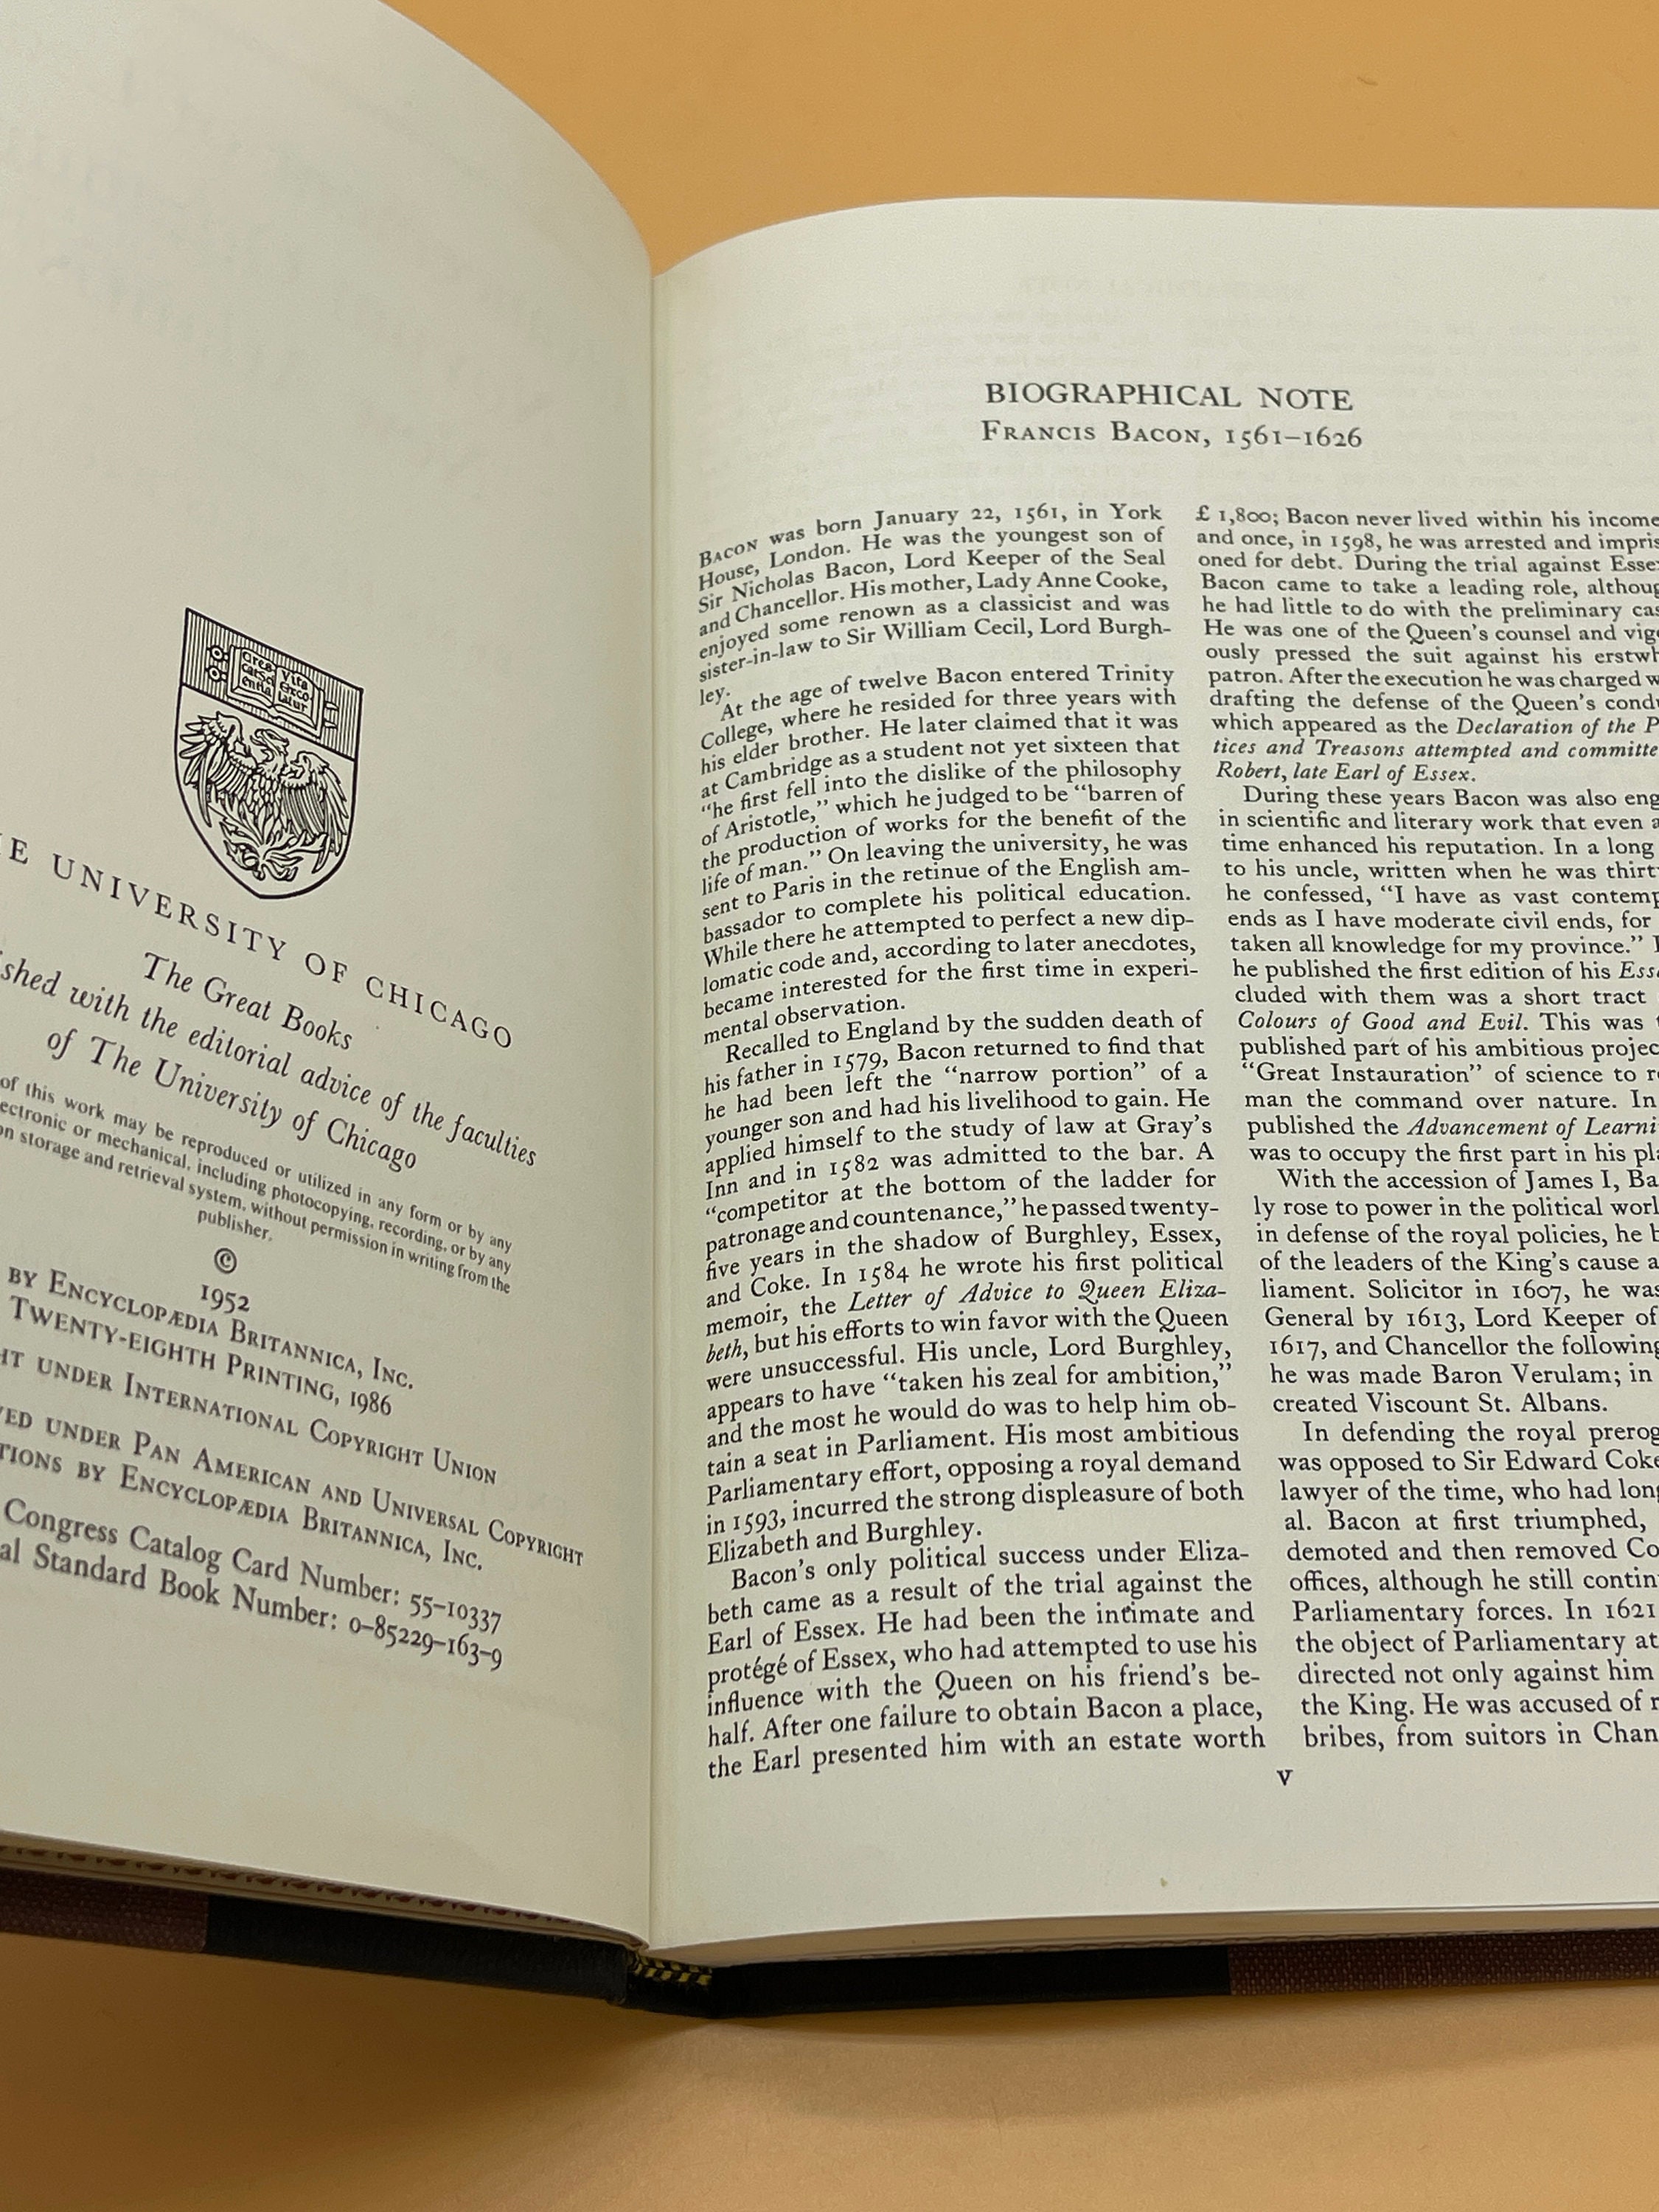 Cres
cat sci
entia
Vita
Exco
latur
UNIVERSITY OF CHICAGO
The Great Books
with the editorial advice of the faculties
of The University of Chicago
of this work may be reproduced or utilized in any form or by any
or mechanical, including photocopying, recording, or by any
storage and retrieval system, without permission in writing from the
publisher.
©
1952
BY ENCYCLOPÆDIA BRITANNICA, INC.
TWENTY-EIGHTH PRINTING, 1986
UNDER INTERNATIONAL COPYRIGHT UNION
UNDER PAN AMERICAN AND UNIVERSAL COPYRIGHT
BY ENCYCLOPÆDIA BRITANNICA, INC.
Congress Catalog Card Number: 55-10337
Standard Book Number: 0-85229-163-9
BIOGRAPHICAL NOTE
FRANCIS BACON, 1561–1626
BACON was born January 22, 1561, in York
House, London. He was the youngest son of
Sir Nicholas Bacon, Lord Keeper of the Seal
and Chancellor. His mother, Lady Anne Cooke,
enjoyed some renown as a classicist and was
sister-in-law to Sir William Cecil, Lord Burgh-
ley.
At the age of twelve Bacon entered Trinity
College, where he resided for three years with
his elder brother. He later claimed that it was
at Cambridge as a student not yet sixteen that
“he first fell into the dislike of the philosophy
of Aristotle,” which he judged to be “barren of
the production of works for the benefit of the
life of man.” On leaving the university, he was
sent to Paris in the retinue of the English am-
bassador to complete his political education.
While there he attempted to perfect a new dip-
lomatic code and, according to later anecdotes,
became interested for the first time in experi-
mental observation.
Recalled to England by the sudden death of
his father in 1579, Bacon returned to find that
he had been left the “narrow portion” of a
younger son and had his livelihood to gain. He
applied himself to the study of law at Gray’s
Inn and in 1582 was admitted to the bar. A
“competitor at the bottom of the ladder for
patronage and countenance,” he passed twenty-
five years in the shadow of Burghley, Essex,
and Coke. In 1584 he wrote his first political
memoir, the Letter of Advice to Queen Eliza-
beth, but his efforts to win favor with the Queen
were unsuccessful. His uncle, Lord Burghley,
appears to have “taken his zeal for ambition,”
and the most he would do was to help him ob-
tain a seat in Parliament. His most ambitious
Parliamentary effort, opposing a royal demand
in 1593, incurred the strong displeasure of both
Elizabeth and Burghley.
Bacon’s only political success under Eliza-
beth came as a result of the trial against the
Earl of Essex. He had been the intimate and
protégé of Essex, who had attempted to use his
influence with the Queen on his friend’s be-
half. After one failure to obtain Bacon a place,
the Earl presented him with an estate worth
£ 1,800; Bacon never lived within his income
and once, in 1598, he was arrested and impris
oned for debt. During the trial against Esse
Bacon came to take a leading role, althoug
he had little to do with the preliminary cas
He was one of the Queen’s counsel and vig
ously pressed the suit against his erstwh
patron. After the execution he was charged w
drafting the defense of the Queen’s cond
which appeared as the Declaration of the P
tices and Treasons attempted and committe
Robert, late Earl of Essex.
During these years Bacon was also eng
in scientific and literary work that even a
time enhanced his reputation. In a long
to his uncle, written when he was thirt
he confessed, “I have as vast contemp
ends as I have moderate civil ends, for
taken all knowledge for my province.”
he published the first edition of his Ess
cluded with them was a short tract
Colours of Good and Evil. This was
published part of his ambitious projec
“Great Instauration” of science to r
man the command over nature. In
published the Advancement of Learni
was to occupy the first part in his pl
With the accession of James I, Ba
ly rose to power in the political worl
in defense of the royal policies, he b
of the leaders of the King’s cause a
liament. Solicitor in 1607, he was
General by 1613, Lord Keeper of
1617, and Chancellor the following
he was made Baron Verulam; in
created Viscount St. Albans.
In defending the royal prerog
was opposed to Sir Edward Coke
lawyer of the time, who had long
al. Bacon at first triumphed,
demoted and then removed Co
offices, although he still contin
Parliamentary forces. In 1621
the object of Parliamentary at
directed not only against him
the King. He was accused of r
bribes, from suitors in Chan
v